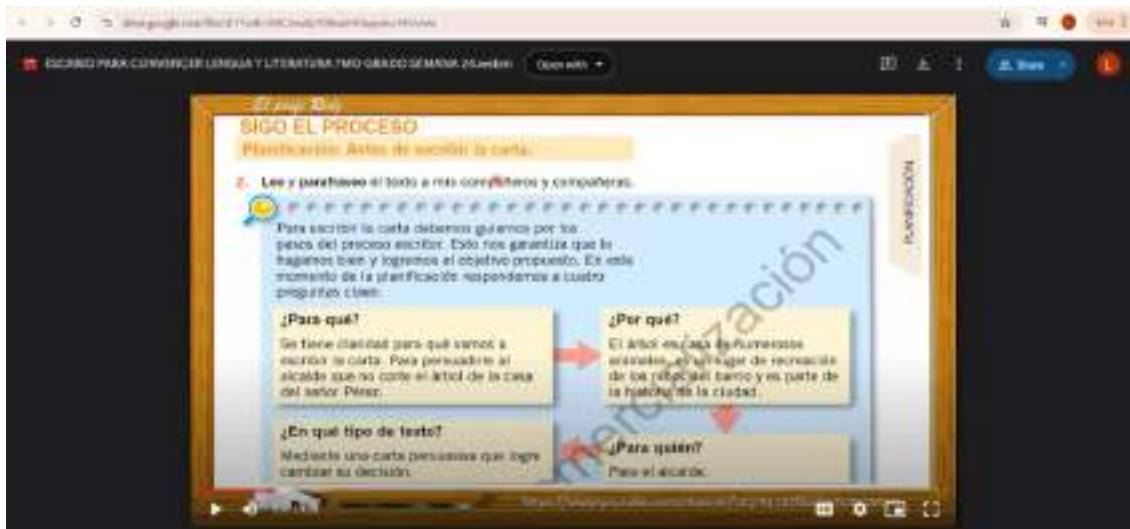 ESCRIBO PARA CONVENCER LENGUA Y LITERATURA 7MO GRADO SEMANA 24
Open with
Share
SIGO EL PROCESO
Planificación: Antes de escribir la carta.
2. Leo y parafraseo el texto a mis compañeros y compañeras.
PLANIFICACIÓN
Para escribir la carta debemos guiarnos por los
pasos del proceso escritor. Esto nos garantiza que lo
hagamos bien y logremos el objetivo propuesto. En este
momento de la planificación respondemos a cuatro
preguntas clave:
¿Para qué?
Se tiene claridad para qué vamos a
escribir la carta. Para persuadirle al
alcalde que no corte el árbol de la casa
del señor Pérez.
¿Por qué?
El árbol es casa de numerosos
animales, es un lugar de recreación
de los niños del barrio y es parte de
la historia de la ciudad.
¿En qué tipo de texto?
Mediante una carta persuasiva que logre
cambiar su decisión.
¿Para quién?
Para el alcalde.